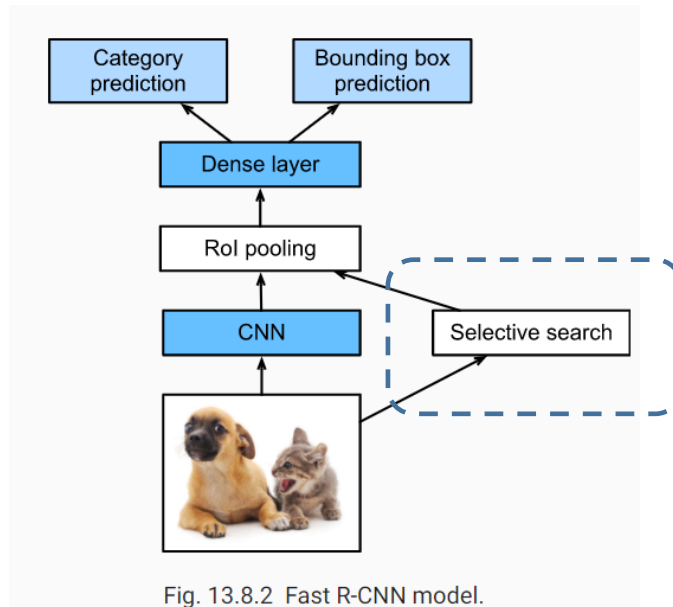 Category
prediction
Bounding box
prediction
Dense layer
RoI pooling
CNN
Selective search
Fig. 13.8.2 Fast R-CNN model.